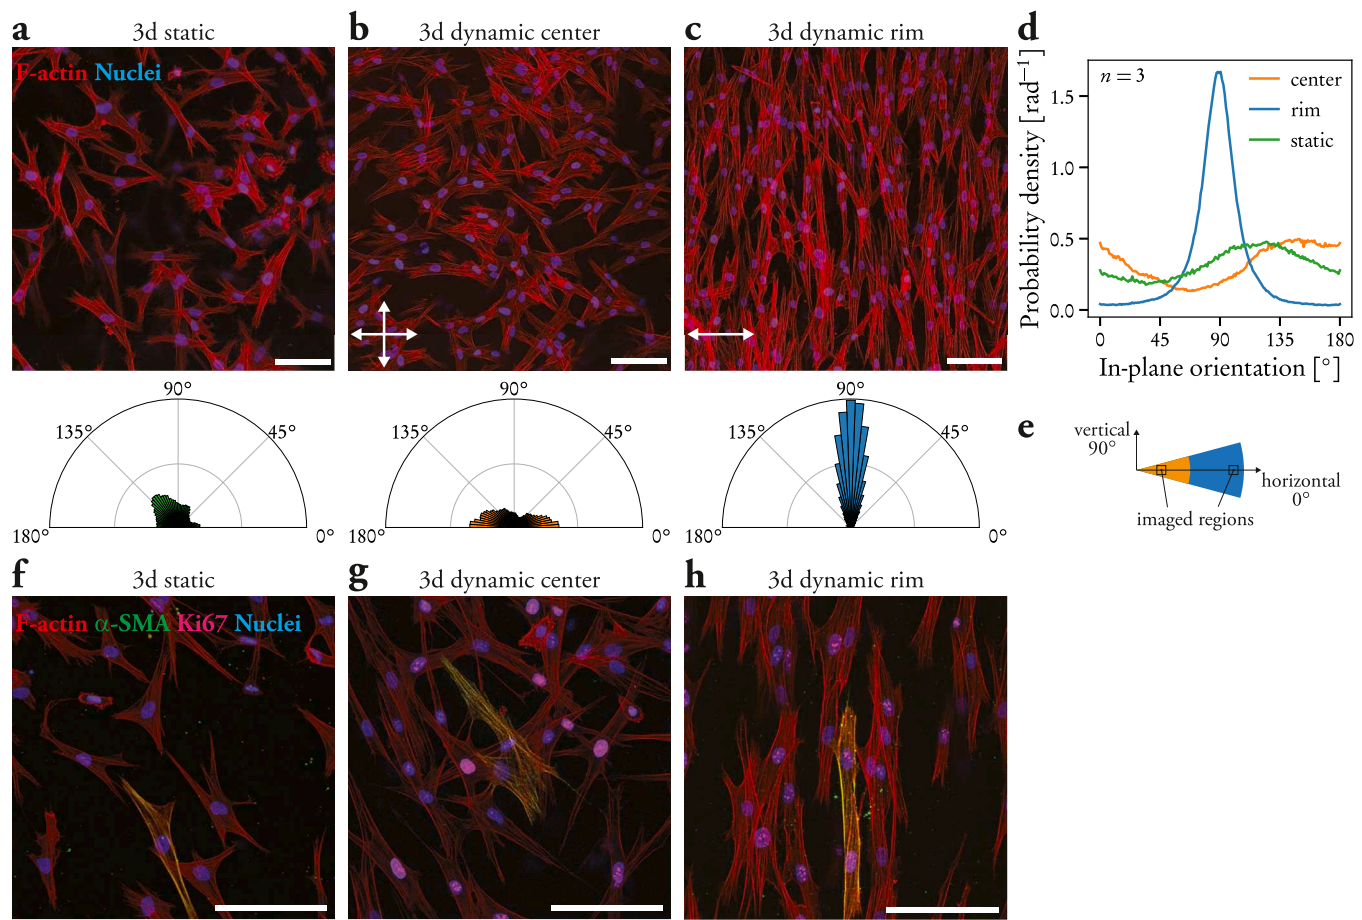 a
3d static
F-actin Nuclei
b
3d dynamic center
c
3d dynamic rim
d
n = 3
center
rim
static
Probability density [rad⁻¹]
1.5
1.0
0.5
0.0
0 45 90 135 180
In-plane orientation [°]
90°
135° 45°
180° 0°
90°
135° 45°
180° 0°
90°
135° 45°
180° 0°
e
vertical
90°
horizontal
0°
imaged regions
f
3d static
F-actin α-SMA Ki67 Nuclei
g
3d dynamic center
h
3d dynamic rim